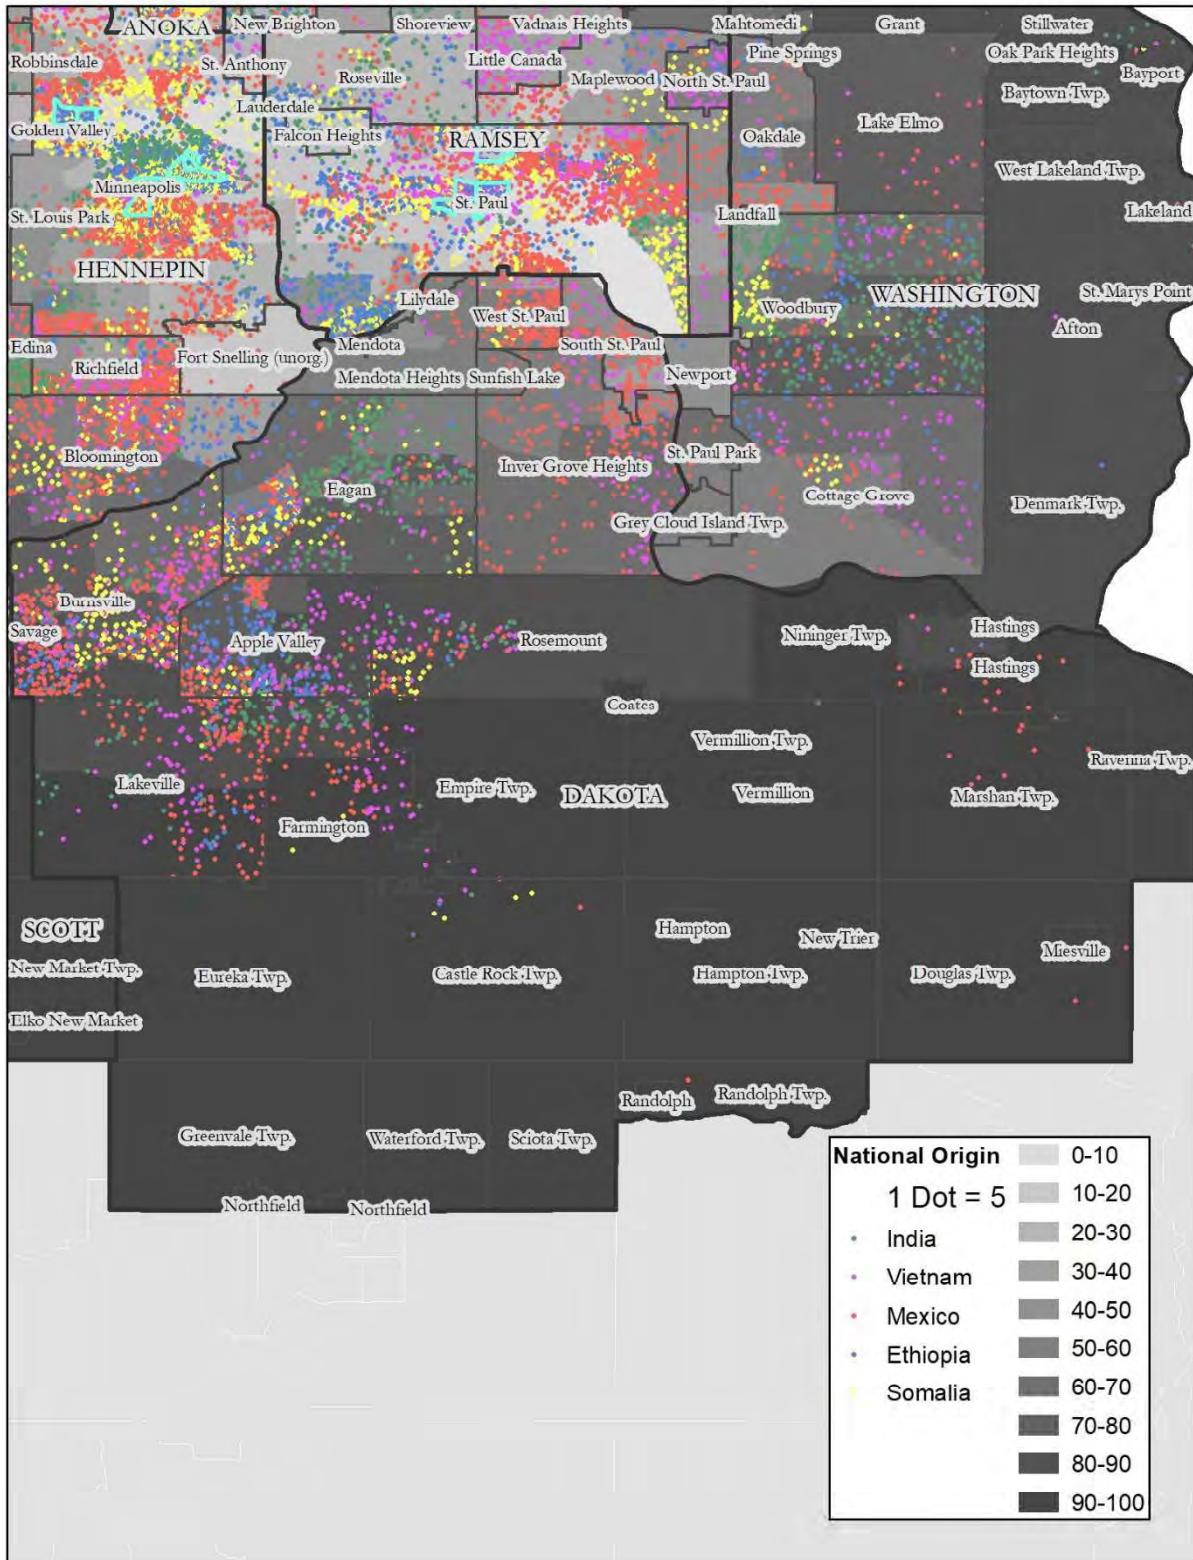 ANOKA
New Brighton
Shoreview
Vadnais Heights
Mahtomedi
Grant
Stillwater
Robbinsdale
St. Anthony
Roseville
Little Canada
Maplewood
North St. Paul
Pine Springs
Oak Park Heights
Bayport
Baytown Twp.
Lauderdale
Golden Valley
Falcon Heights
RAMSEY
Oakdale
Lake Elmo
Minneapolis
St. Paul
West Lakeland Twp.
St. Louis Park
Landfall
Lakeland
HENNEPIN
Lilydale
West St. Paul
Woodbury
WASHINGTON
St. Marys Point
Afton
Edina
Richfield
Fort Snelling (unorg.)
Mendota
South St. Paul
Mendota Heights
Sunfish Lake
Newport
Bloomington
Eagan
Inver Grove Heights
St. Paul Park
Cottage Grove
Grey Cloud Island Twp.
Denmark Twp.
Burnsville
Savage
Apple Valley
Rosemount
Nininger Twp.
Hastings
Hastings
Coates
Vermillion Twp.
Ravenna Twp.
Lakeville
Empire Twp.
DAKOTA
Vermillion
Marshan Twp.
Farmington
SCOTT
Hampton
New Trier
Miesville
New Market Twp.
Eureka Twp.
Castle Rock Twp.
Hampton Twp.
Douglas Twp.
Elko New Market
Randolph
Randolph Twp.
Greenvale Twp.
Waterford Twp.
Sciota Twp.
Northfield
Northfield
National Origin
1 Dot = 5
India
Vietnam
Mexico
Ethiopia
Somalia
0-10
10-20
20-30
30-40
40-50
50-60
60-70
70-80
80-90
90-100